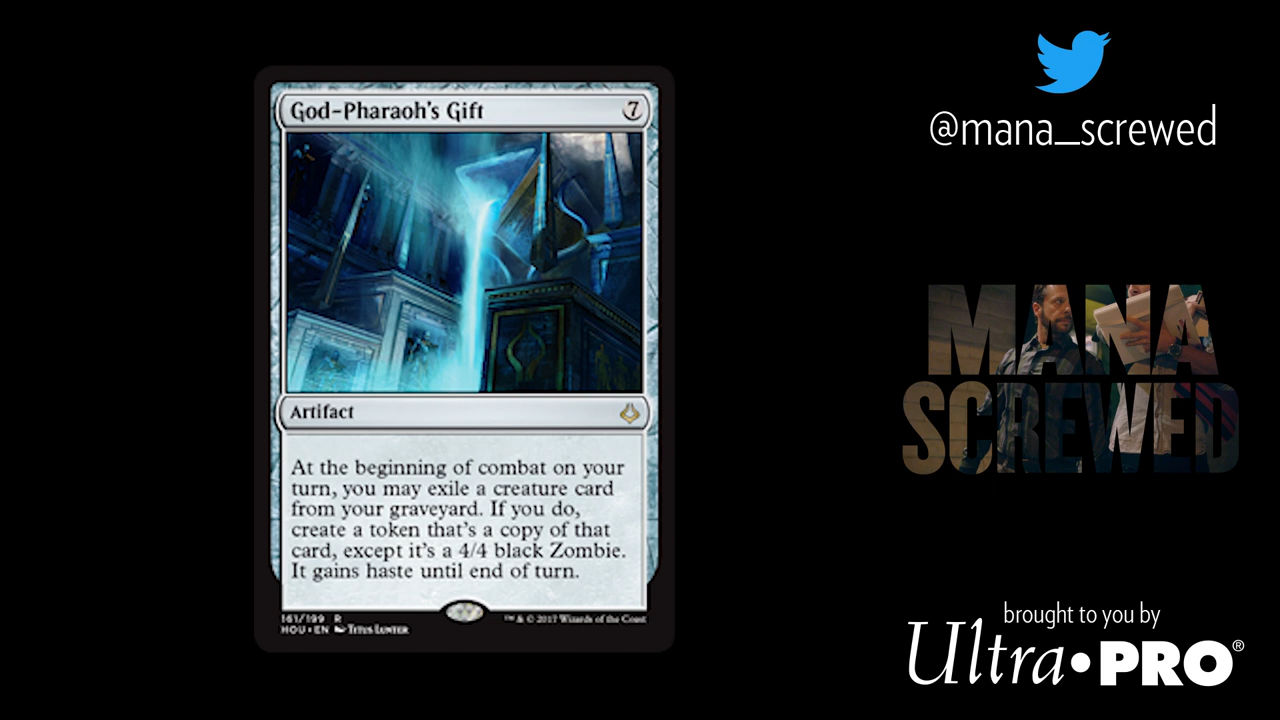 God-Pharaoh's Gift 7
Artifact
At the beginning of combat on your
turn, you may exile a creature card
from your graveyard. If you do,
create a token that's a copy of that
card, except it's a 4/4 black Zombie.
It gains haste until end of turn.
161/199 R
HOU • EN Titus Lunter
™ & © 2017 Wizards of the Coast
@mana_screwed
MANA
SCREWED
brought to you by
Ultra•PRO®